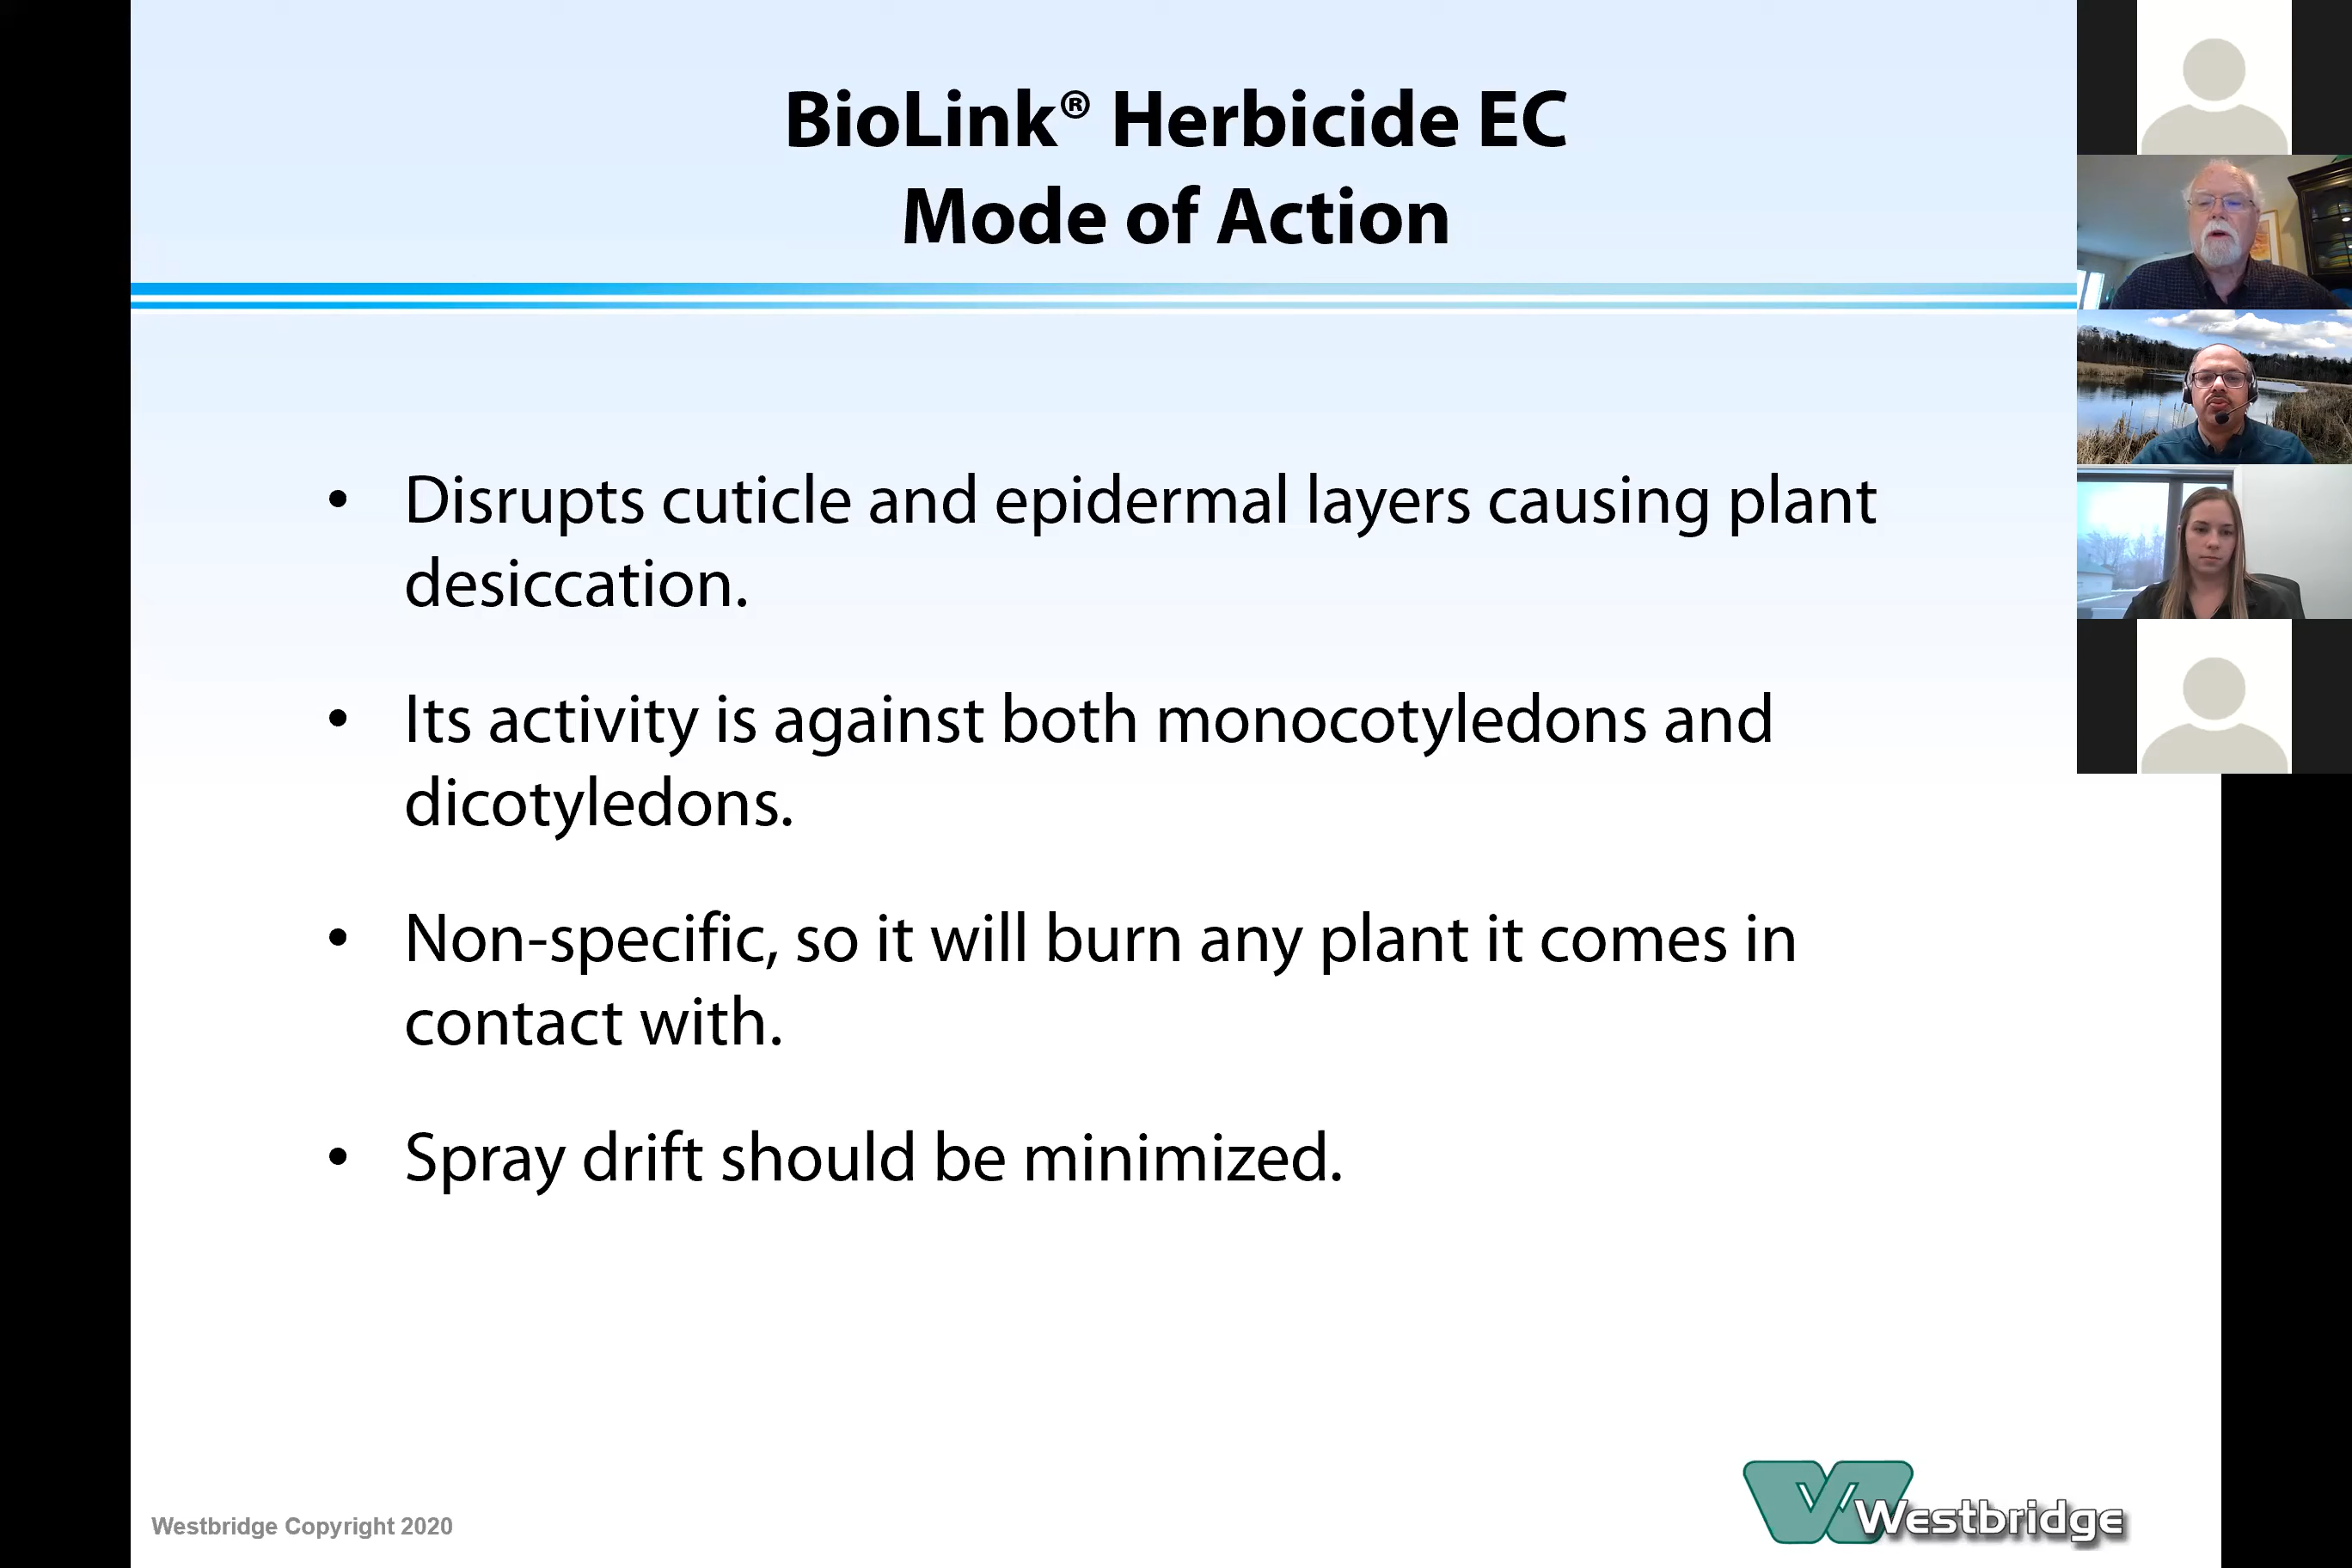 BioLink® Herbicide EC
Mode of Action
• Disrupts cuticle and epidermal layers causing plant
desiccation.
• Its activity is against both monocotyledons and
dicotyledons.
• Non-specific, so it will burn any plant it comes in
contact with.
• Spray drift should be minimized.
Westbridge Copyright 2020
Westbridge